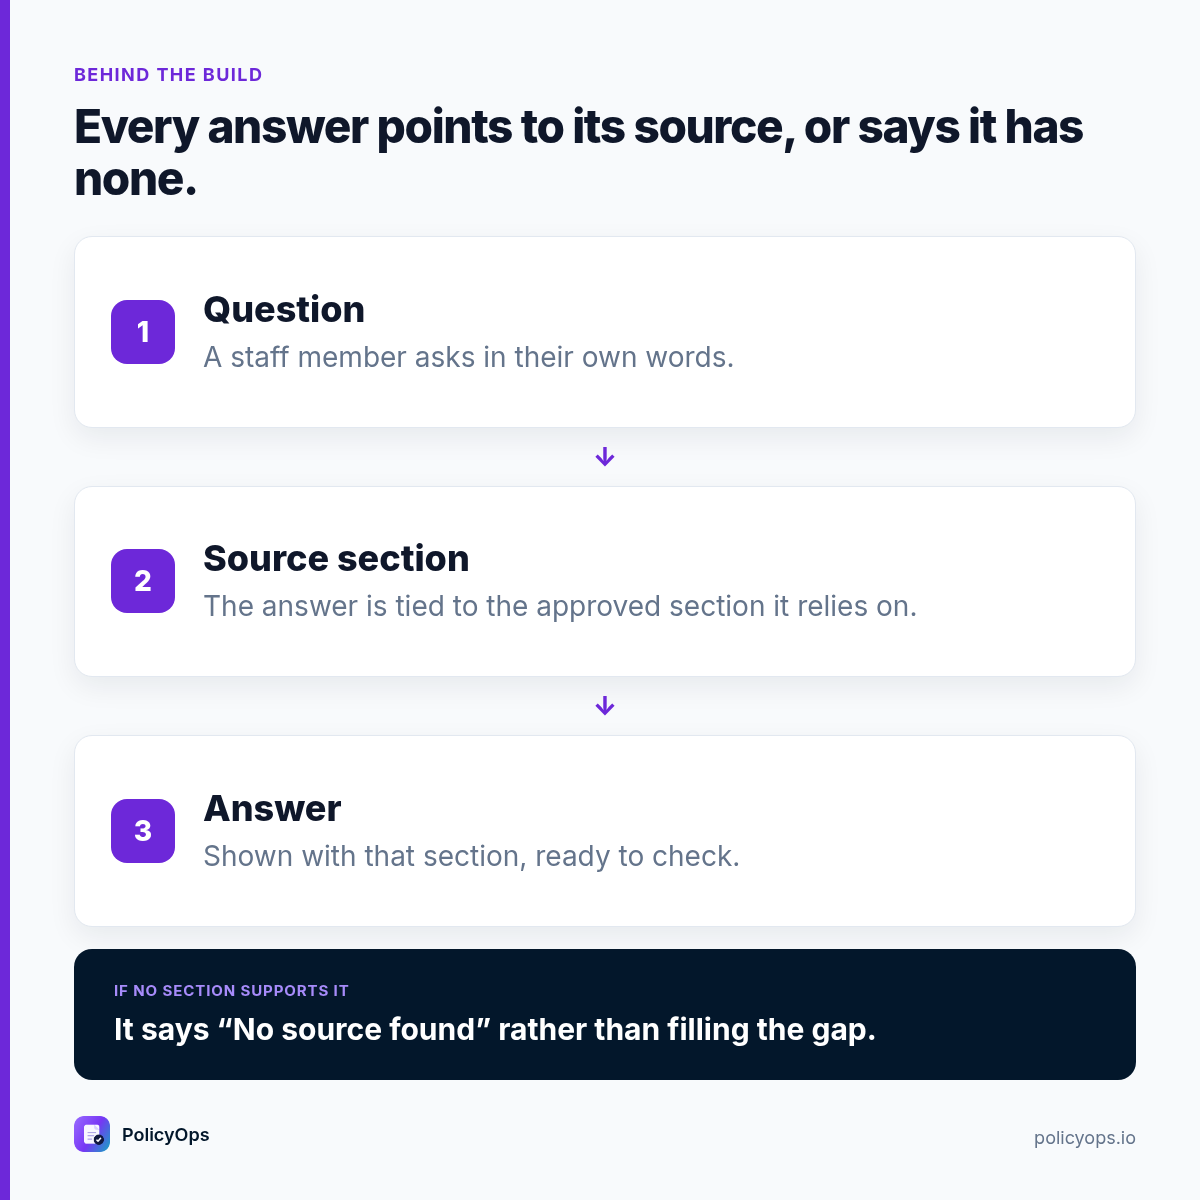 BEHIND THE BUILD
Every answer points to its source, or says it has
none.
1
Question
A staff member asks in their own words.
↓
2
Source section
The answer is tied to the approved section it relies on.
↓
3
Answer
Shown with that section, ready to check.
IF NO SECTION SUPPORTS IT
It says “No source found” rather than filling the gap.
PolicyOps
policyops.io